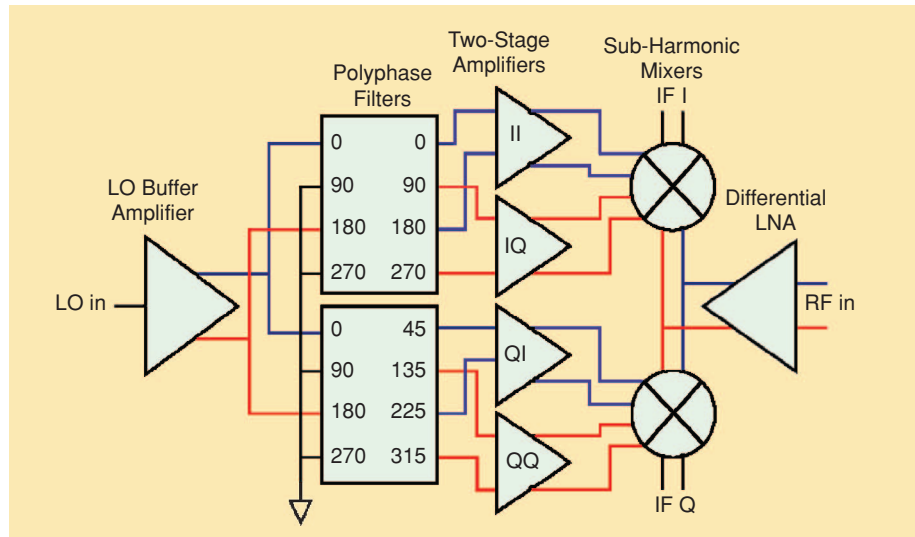 Two-Stage
Amplifiers
Sub-Harmonic
Mixers
IF I
Polyphase
Filters
LO Buffer
Amplifier
LO in
0 0
90 90
180 180
270 270
0 45
90 135
180 225
270 315
II
IQ
QI
QQ
Differential
LNA
RF in
IF Q